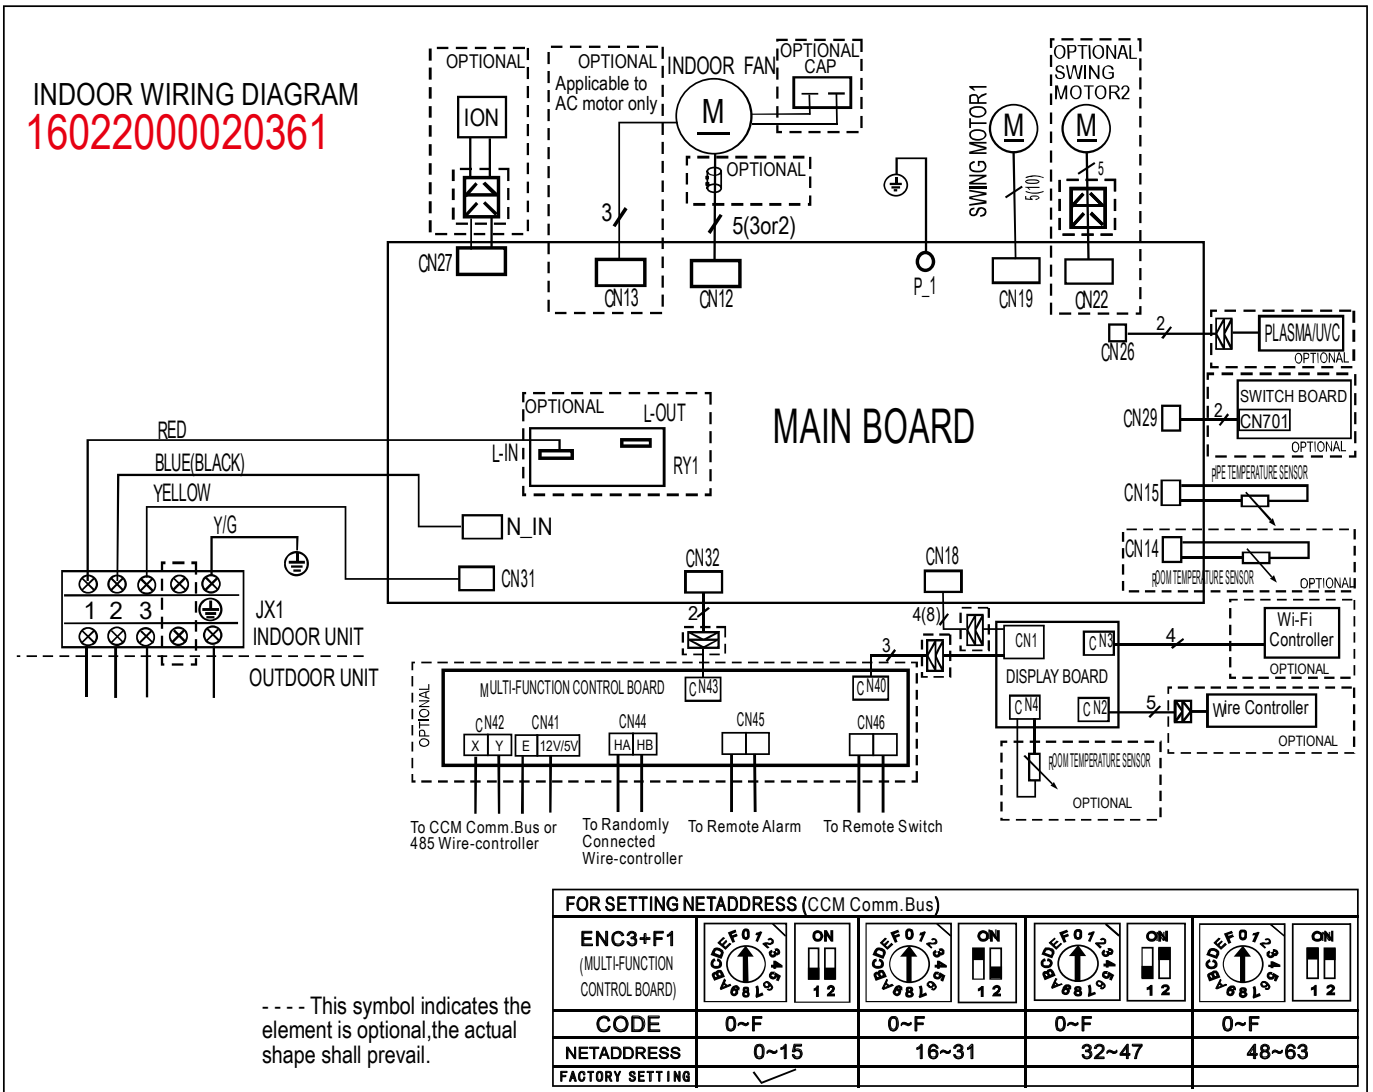 INDOOR WIRING DIAGRAM
16022000020361
OPTIONAL
ION
CN27
OPTIONAL
Applicable to
AC motor only
3
CN13
INDOOR FAN
M
OPTIONAL
CAP
OPTIONAL
5(3or2)
CN12
P_1
SWING MOTOR1
M
5(10)
CN19
OPTIONAL
SWING
MOTOR2
M
5
CN22
CN26
2
PLASMA/UVC
OPTIONAL
CN29
2
SWITCH BOARD
CN701
OPTIONAL
CN15
PIPE TEMPERATURE SENSOR
CN14
ROOM TEMPERATURE SENSOR
OPTIONAL
MAIN BOARD
OPTIONAL
L-OUT
L-IN
RY1
RED
BLUE(BLACK)
YELLOW
Y/G
N_IN
CN31
1 2 3
JX1
INDOOR UNIT
OUTDOOR UNIT
CN32
2
CN18
4(8)
3
CN1
CN3
DISPLAY BOARD
CN4
CN2
4
Wi-Fi
Controller
OPTIONAL
5
Wire Controller
OPTIONAL
ROOM TEMPERATURE SENSOR
OPTIONAL
OPTIONAL
MULTI-FUNCTION CONTROL BOARD
CN43
CN40
CN42
CN41
CN44
CN45
CN46
X Y
E 12V/5V
HA HB
To CCM Comm.Bus or
485 Wire-controller
To Randomly
Connected
Wire-controller
To Remote Alarm
To Remote Switch
FOR SETTING NETADDRESS (CCM Comm.Bus)
ENC3+F1
(MULTI-FUNCTION
CONTROL BOARD)
0123456789ABCDEF
ON
1 2
0123456789ABCDEF
ON
1 2
0123456789ABCDEF
ON
1 2
0123456789ABCDEF
ON
1 2
CODE 0~F 0~F 0~F 0~F
NETADDRESS 0~15 16~31 32~47 48~63
FACTORY SETTING
- - - - This symbol indicates the
element is optional,the actual
shape shall prevail.